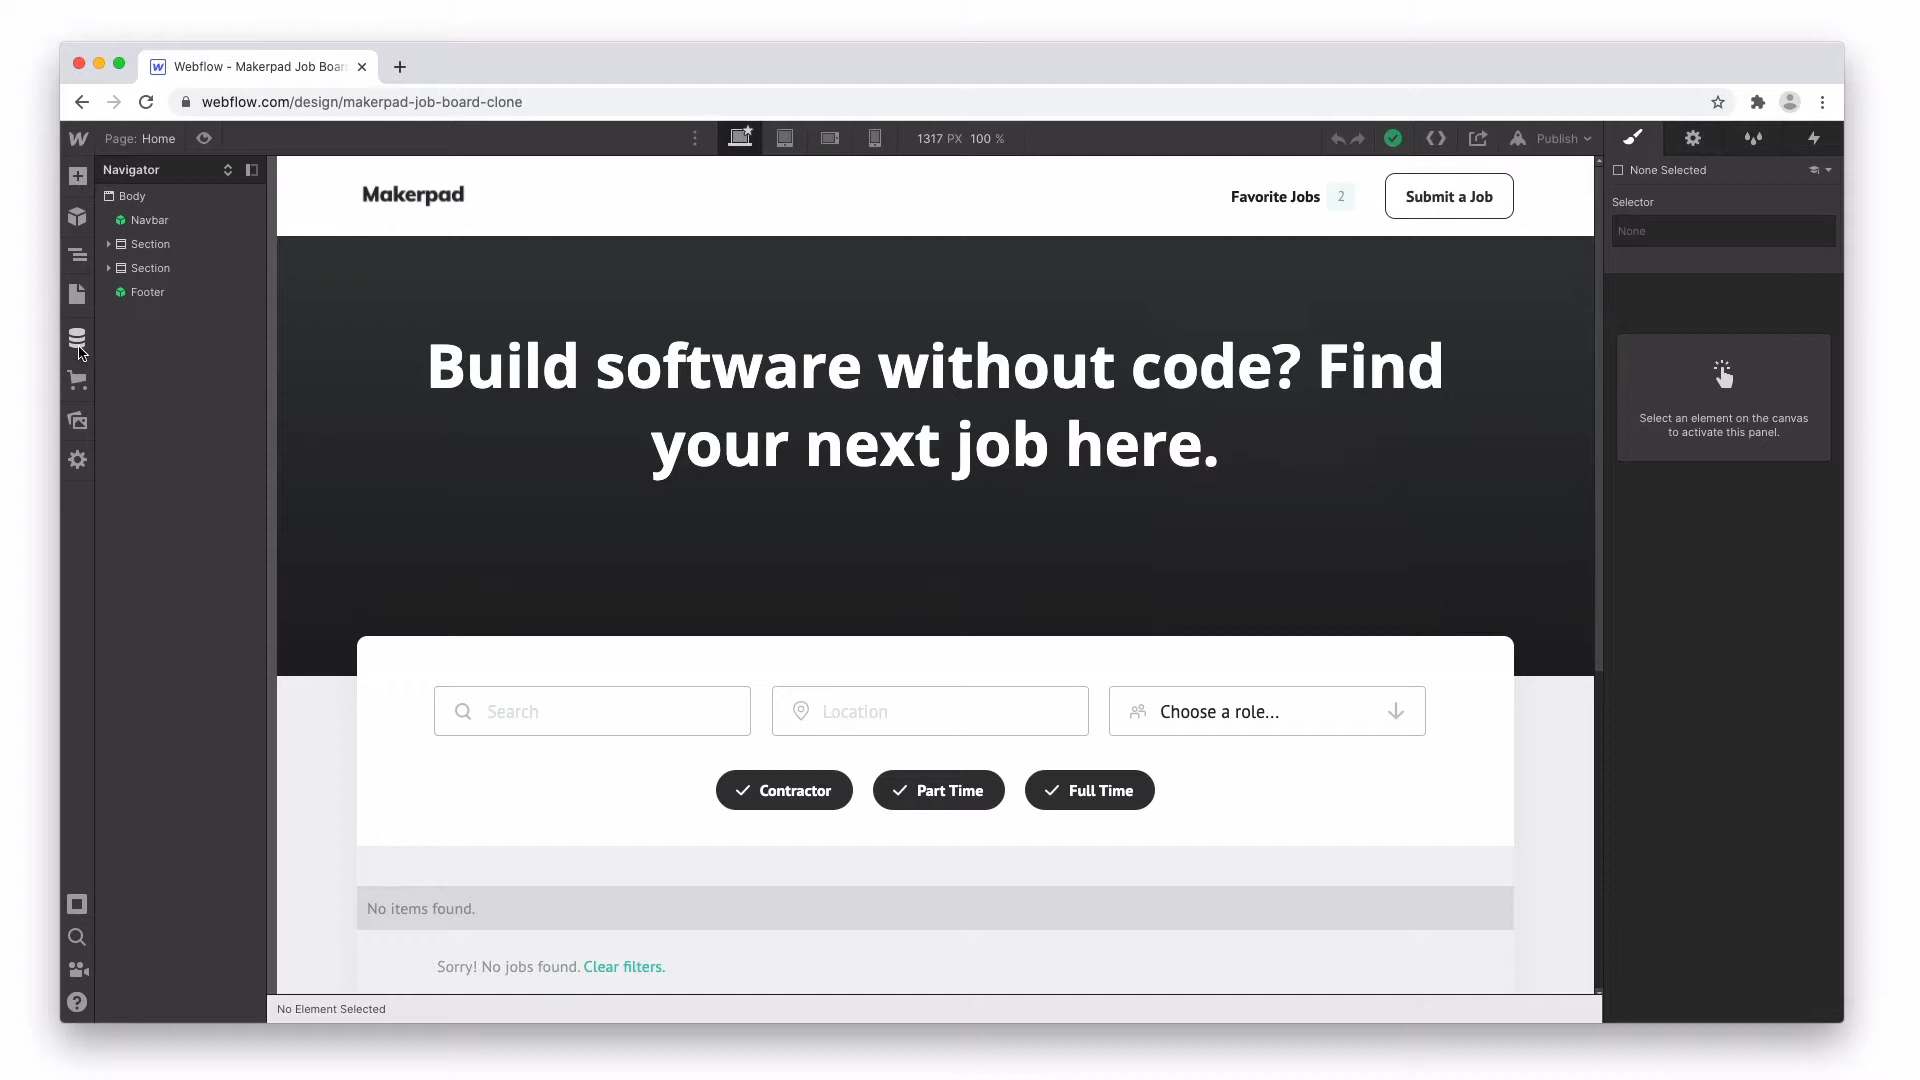 Webflow - Makerpad Job Boar
webflow.com/design/makerpad-job-board-clone
Page: Home
1317 PX 100 %
Publish
Navigator
Body
Navbar
Section
Section
Footer
Makerpad
Favorite Jobs 2
Submit a Job
Build software without code? Find
your next job here.
Search
Location
Choose a role...
Contractor
Part Time
Full Time
No items found.
Sorry! No jobs found. Clear filters.
No Element Selected
None Selected
Selector
None
Select an element on the canvas
to activate this panel.